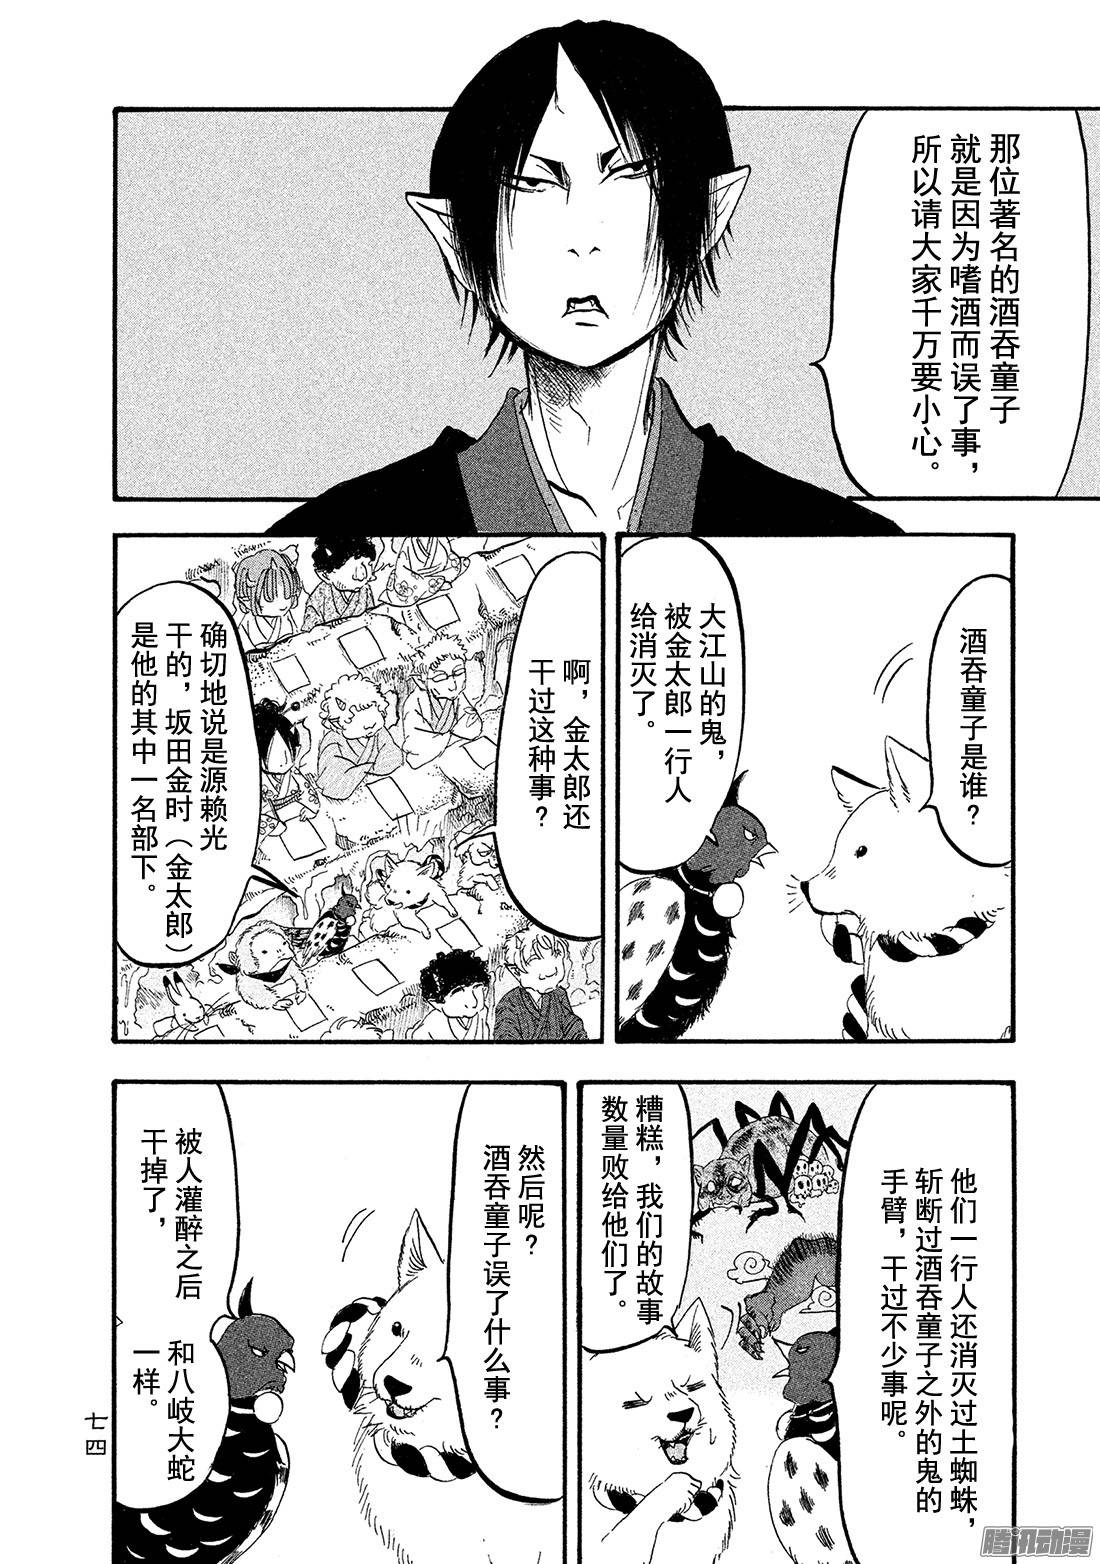 那位著名的酒吞童子
就是因为嗜酒而误了事，
所以请大家千万要小心。
酒吞童子是谁？
大江山的鬼，
被金太郎一行人
给消灭了。
啊，金太郎还
干过这种事？
确切地说是源赖光
干的，坂田金时（金太郎）
是他的其中一名部下。
他们一行人还消灭过土蜘蛛，
斩断过酒吞童子之外的鬼的
手臂，干过不少事呢。
糟糕，我们的故事
数量败给他们了。
然后呢？
酒吞童子误了什么事？
被人灌醉之后
干掉了，
和八岐大蛇
一样。
七四
腾讯动漫